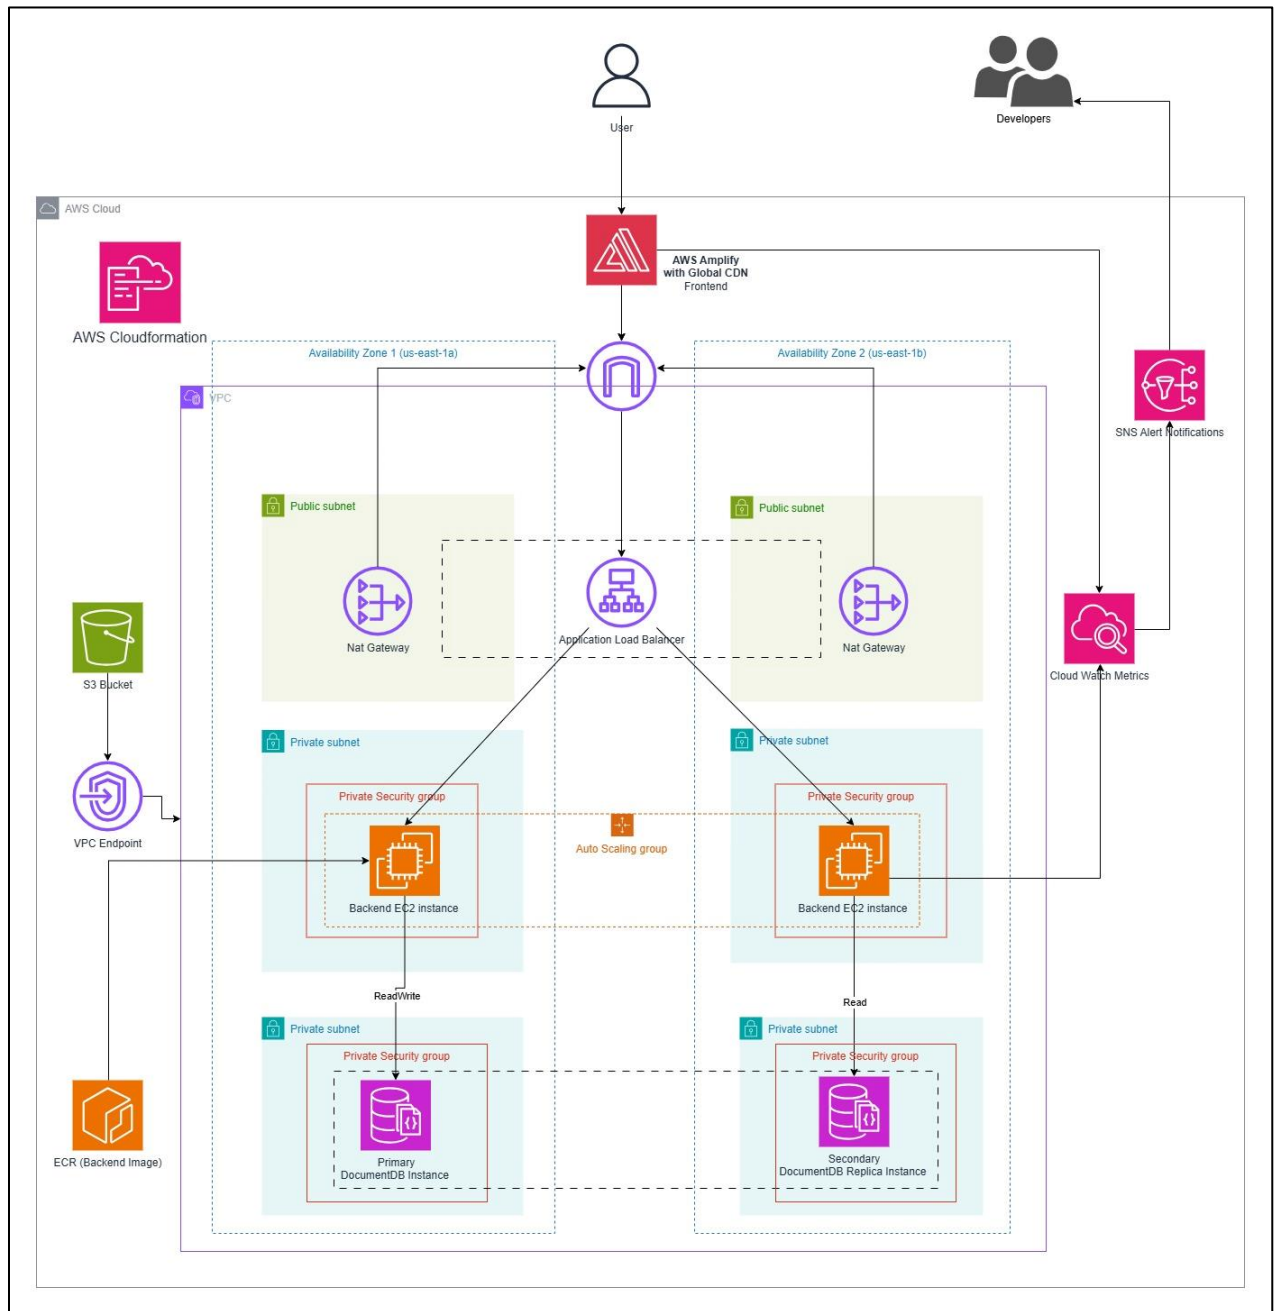 User
Developers
AWS Cloud
AWS Amplify
with Global CDN
Frontend
AWS Cloudformation
Availability Zone 1 (us-east-1a)
Availability Zone 2 (us-east-1b)
VPC
SNS Alert Notifications
Public subnet
Public subnet
Nat Gateway
Application Load Balancer
Nat Gateway
S3 Bucket
Cloud Watch Metrics
Private subnet
Private subnet
Private Security group
Private Security group
VPC Endpoint
Auto Scaling group
Backend EC2 instance
Backend EC2 instance
ReadWrite
Read
Private subnet
Private subnet
Private Security group
Private Security group
ECR (Backend Image)
Primary
DocumentDB Instance
Secondary
DocumentDB Replica Instance